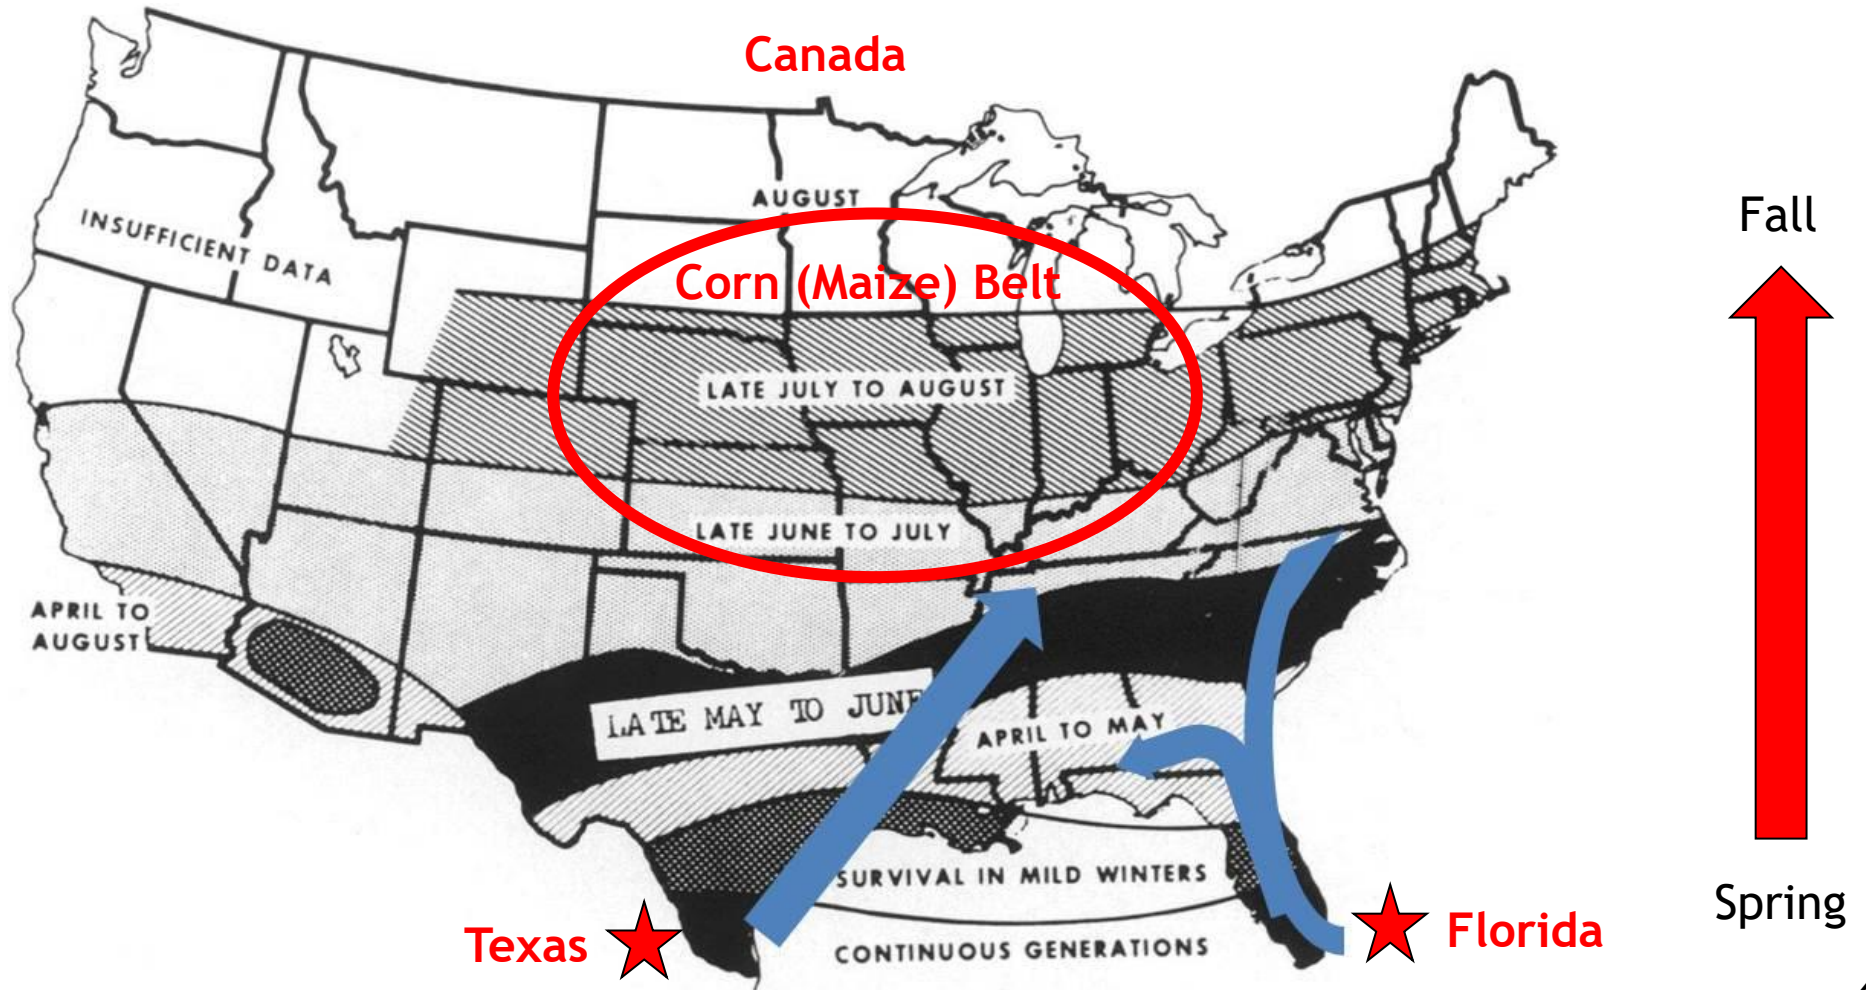 Canada
AUGUST
Fall
INSUFFICIENT DATA
Corn (Maize) Belt
LATE JULY TO AUGUST
LATE JUNE TO JULY
APRIL TO
AUGUST
LATE MAY TO JUNE
APRIL TO MAY
SURVIVAL IN MILD WINTERS
Spring
Texas
Florida
CONTINUOUS GENERATIONS